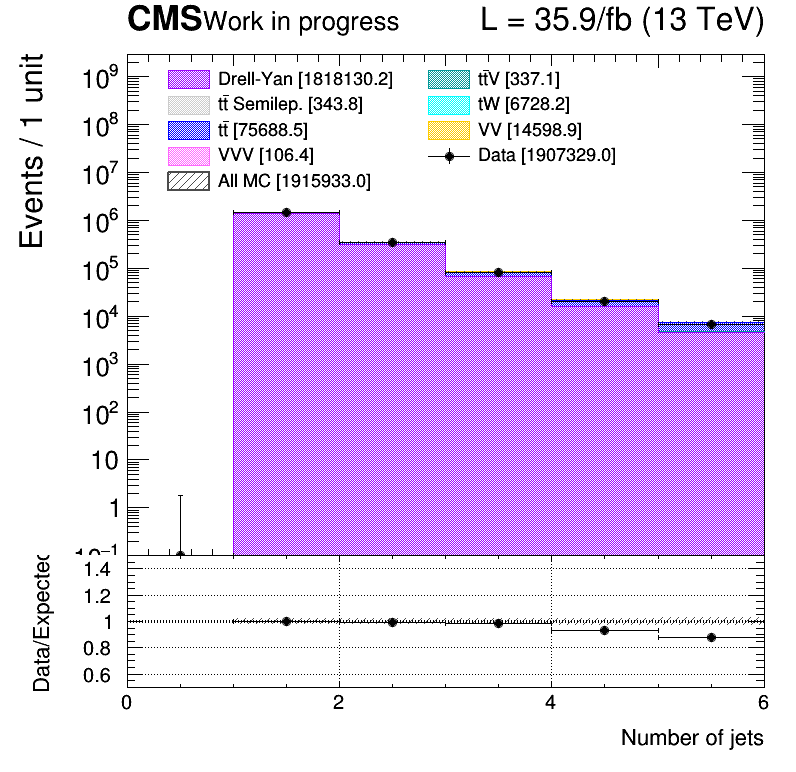 CMS Work in progress L = 35.9/fb (13 TeV)
Events / 1 unit
10⁹
10⁸
10⁷
10⁶
10⁵
10⁴
10³
10²
10
1
10⁻¹
Drell-Yan [1818130.2]
tt̄ Semilep. [343.8]
tt̄ [75688.5]
VVV [106.4]
All MC [1915933.0]
tt̄V [337.1]
tW [6728.2]
VV [14598.9]
Data [1907329.0]
Data/Expected
1.4
1.2
1
0.8
0.6
0 2 4 6
Number of jets